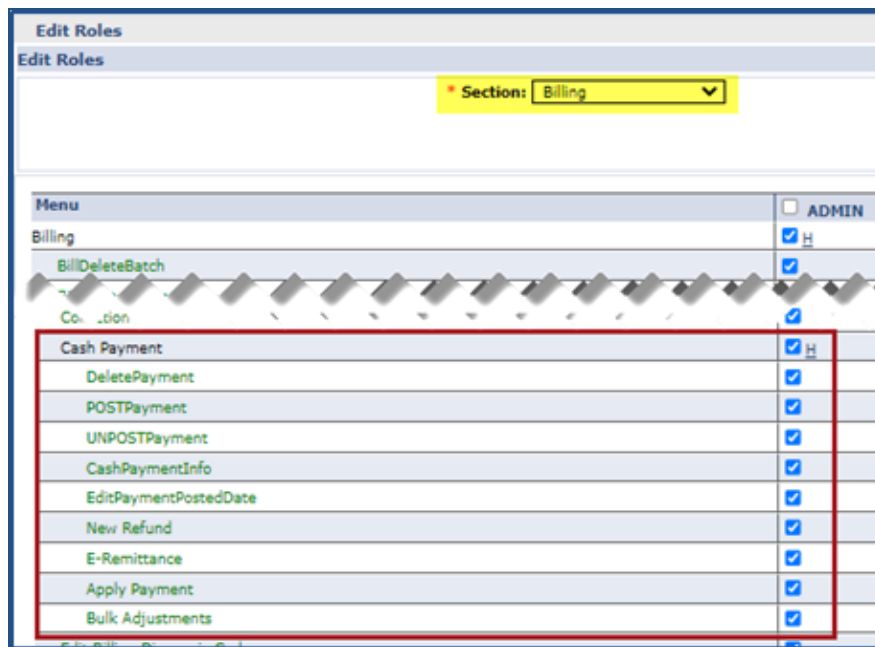 Edit Roles
Edit Roles
* Section: Billing
Menu ADMIN
Billing H
BillDeleteBatch
Cash Payment H
DeletePayment
POSTPayment
UNPOSTPayment
CashPaymentInfo
EditPaymentPostedDate
New Refund
E-Remittance
Apply Payment
Bulk Adjustments